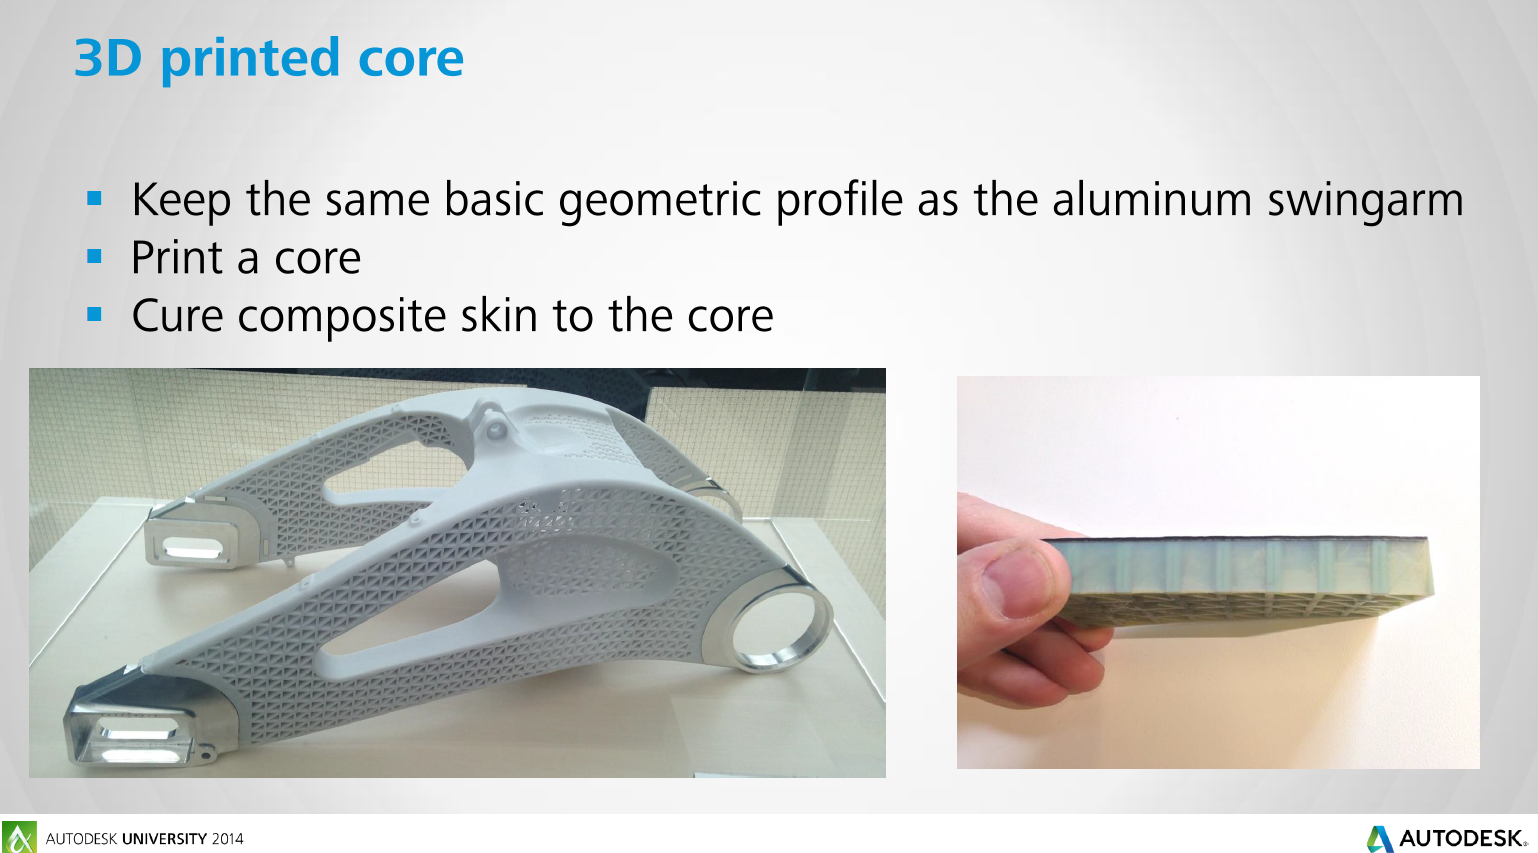 3D printed core
Keep the same basic geometric profile as the aluminum swingarm
Print a core
Cure composite skin to the core
AUTODESK UNIVERSITY 2014
AUTODESK®